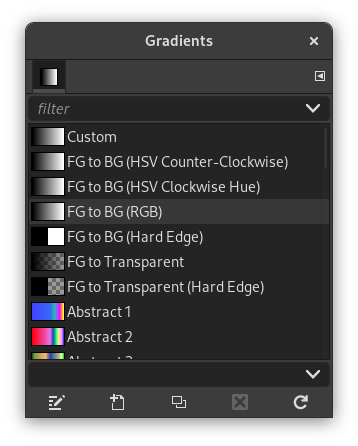 Gradients
filter
Custom
FG to BG (HSV Counter-Clockwise)
FG to BG (HSV Clockwise Hue)
FG to BG (RGB)
FG to BG (Hard Edge)
FG to Transparent
FG to Transparent (Hard Edge)
Abstract 1
Abstract 2